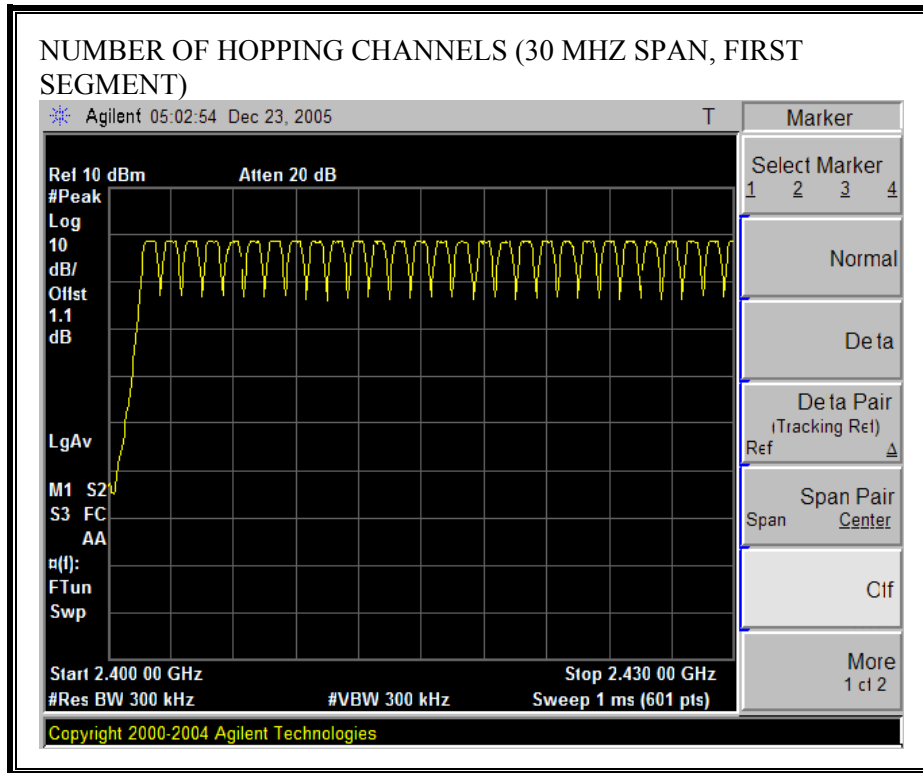 NUMBER OF HOPPING CHANNELS (30 MHZ SPAN, FIRST
SEGMENT)
Agilent 05:02:54 Dec 23, 2005 T
Marker
Ref 10 dBm Atten 20 dB
#Peak
Log
10
dB/
Offst
1.1
dB
LgAv
M1 S2
S3 FC
AA
¤(f):
FTun
Swp
Start 2.400 00 GHz Stop 2.430 00 GHz
#Res BW 300 kHz #VBW 300 kHz Sweep 1 ms (601 pts)
Copyright 2000-2004 Agilent Technologies
Select Marker
1 2 3 4
Normal
Delta
Delta Pair
(Tracking Ref)
Ref Δ
Span Pair
Span Center
Off
More
1 of 2